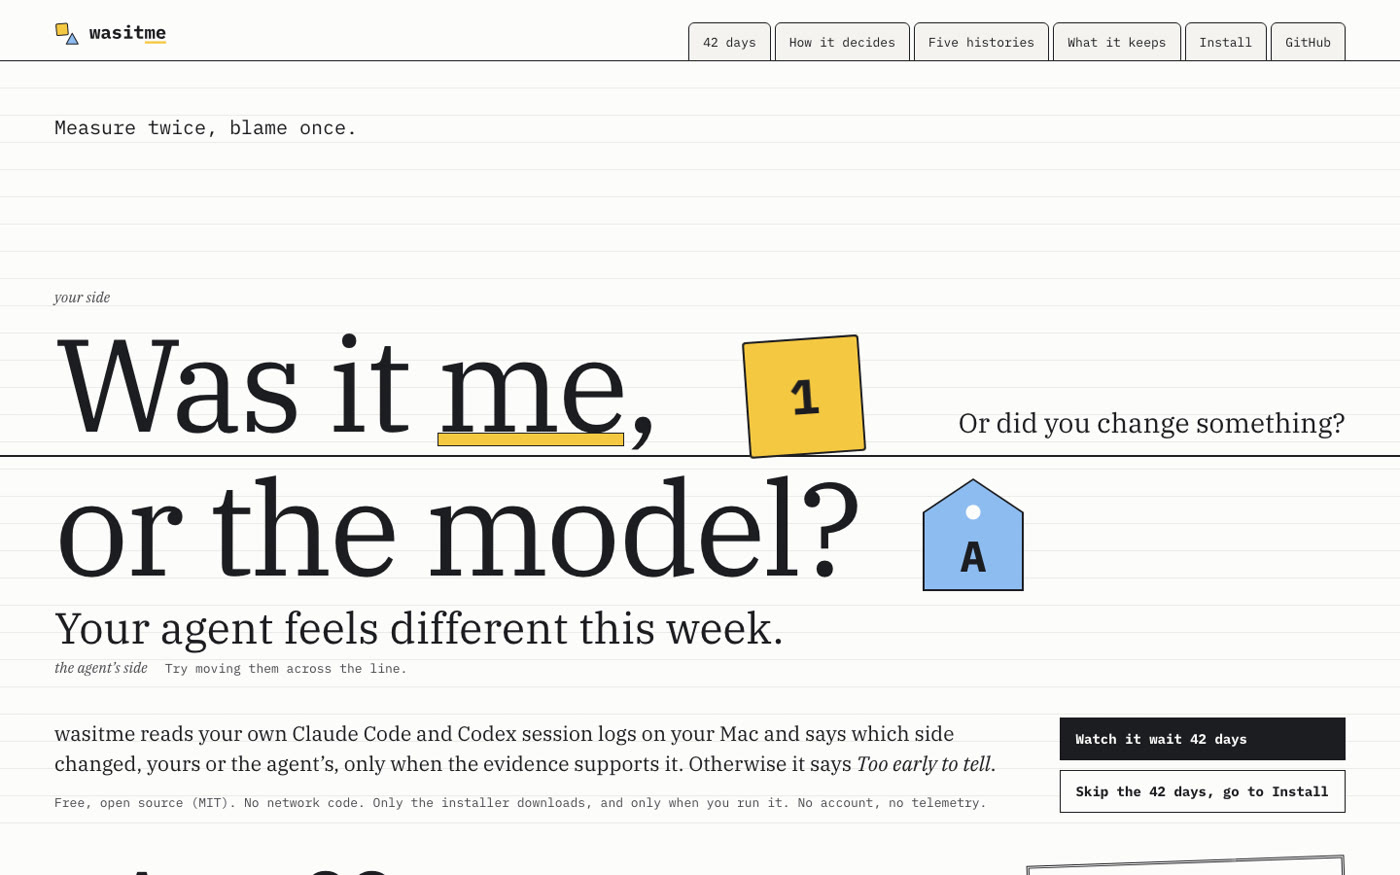 wasitme
42 days
How it decides
Five histories
What it keeps
Install
GitHub
Measure twice, blame once.
your side
Was it me,
1
Or did you change something?
or the model?
A
Your agent feels different this week.
the agent’s side Try moving them across the line.
wasitme reads your own Claude Code and Codex session logs on your Mac and says which side
changed, yours or the agent’s, only when the evidence supports it. Otherwise it says Too early to tell.
Free, open source (MIT). No network code. Only the installer downloads, and only when you run it. No account, no telemetry.
Watch it wait 42 days
Skip the 42 days, go to Install